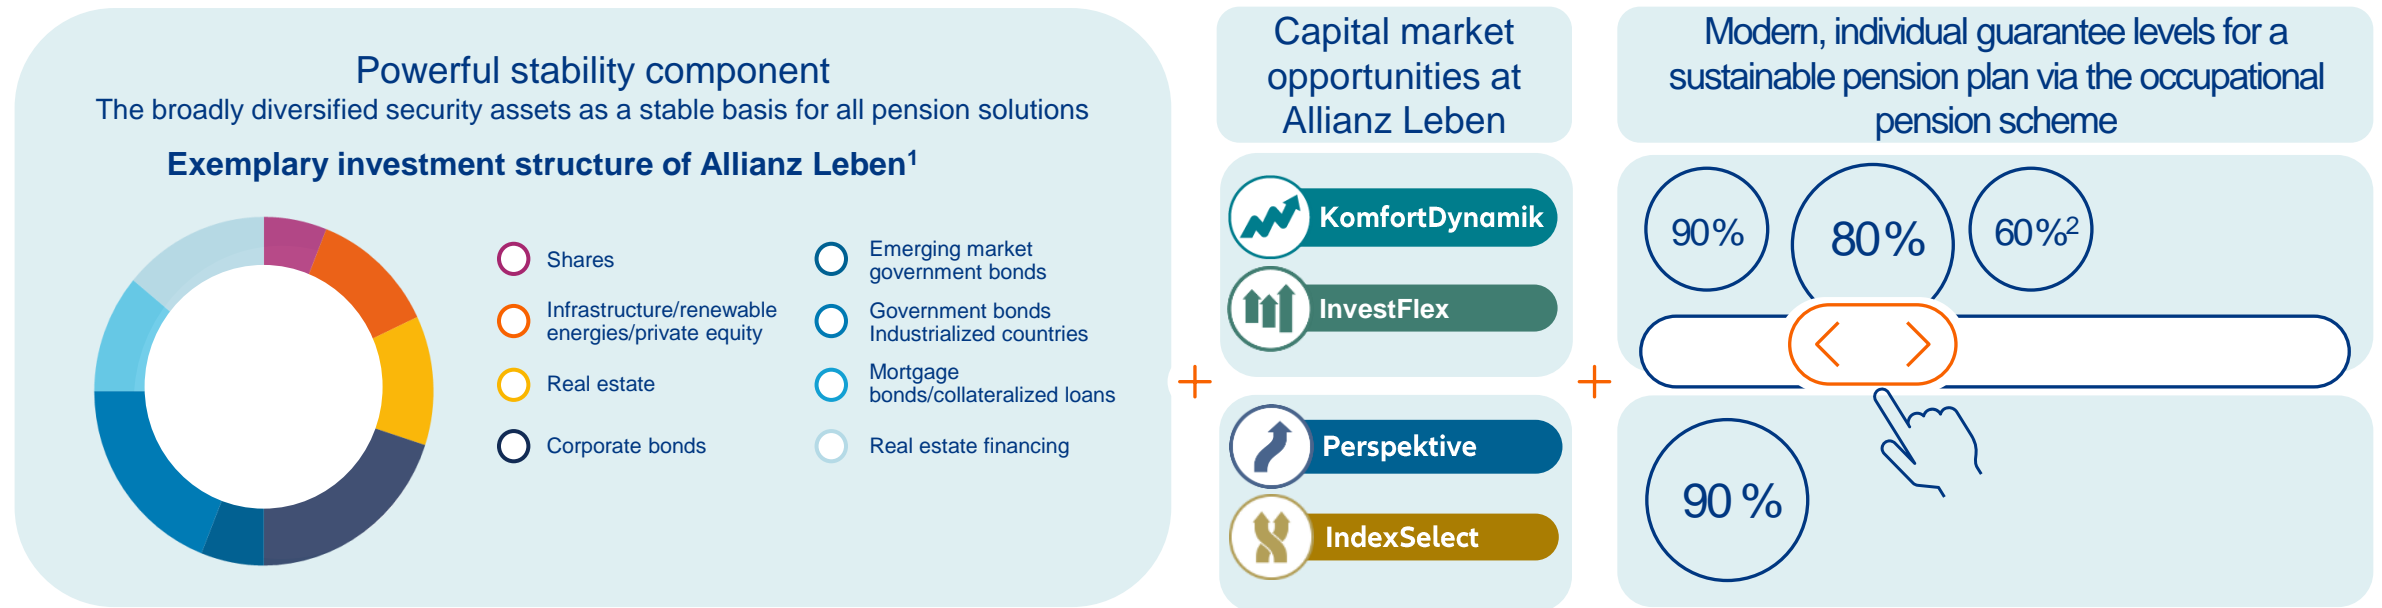 Powerful stability component
The broadly diversified security assets as a stable basis for all pension solutions
Exemplary investment structure of Allianz Leben¹
Shares
Infrastructure/renewable
energies/private equity
Real estate
Corporate bonds
Emerging market
government bonds
Government bonds
Industrialized countries
Mortgage
bonds/collateralized loans
Real estate financing
Capital market
opportunities at
Allianz Leben
KomfortDynamik
InvestFlex
Perspektive
IndexSelect
Modern, individual guarantee levels for a
sustainable pension plan via the occupational
pension scheme
90%
80%
60%²
90 %